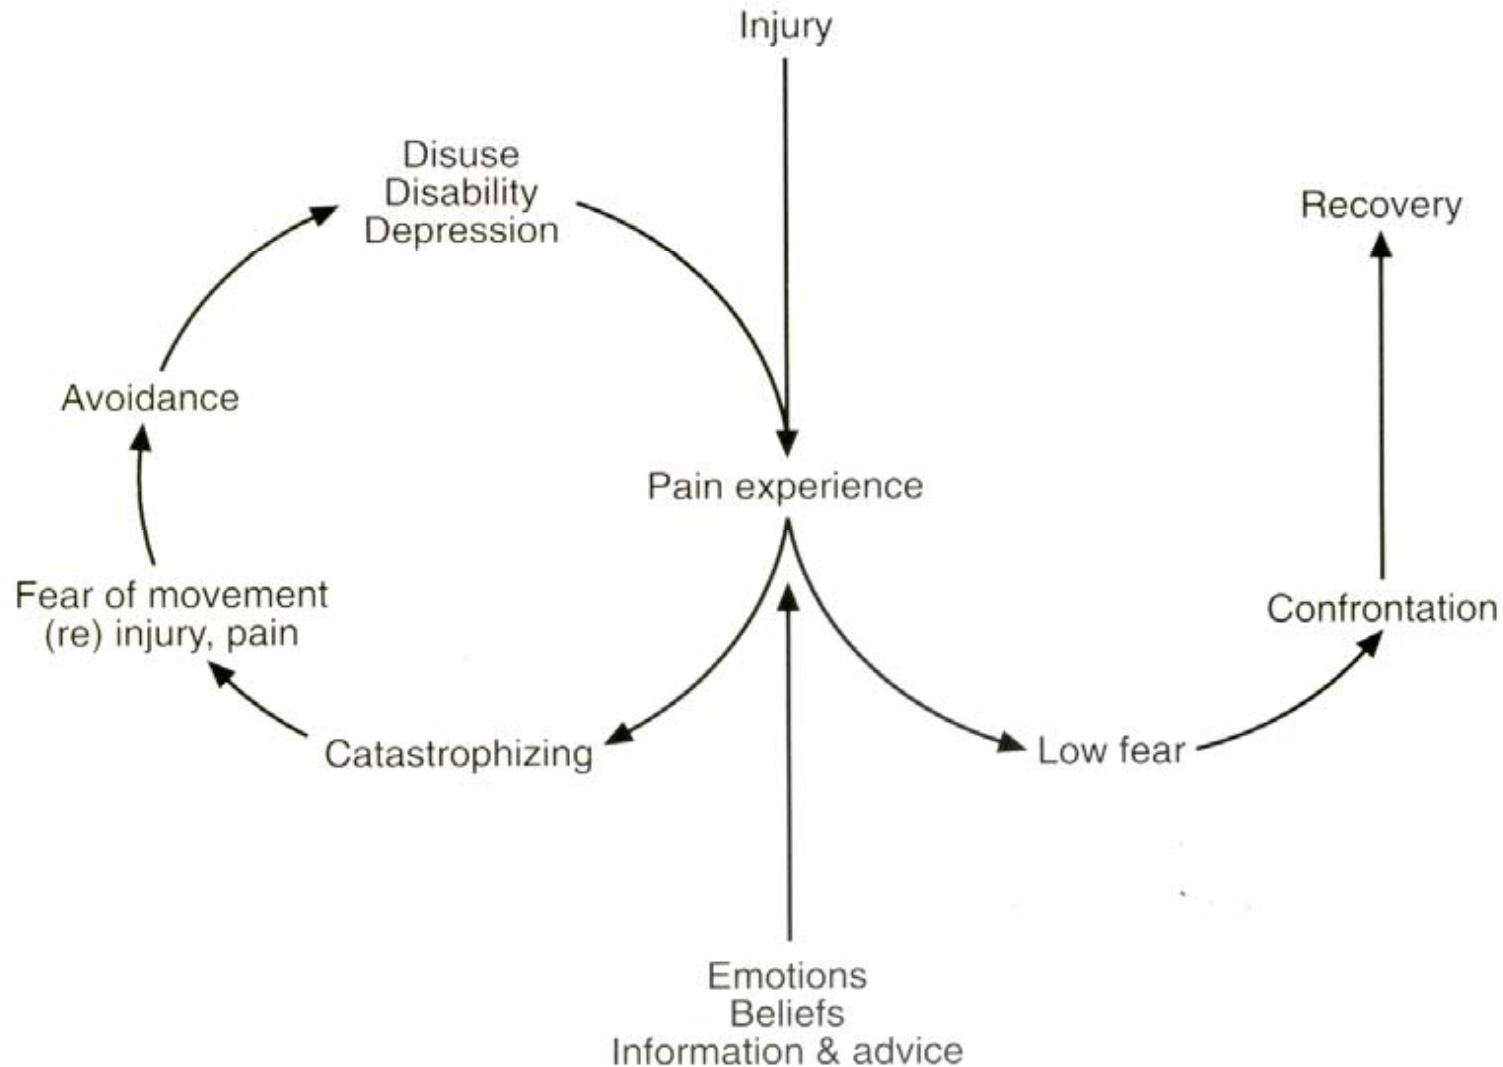 Injury
Disuse
Disability
Depression
Recovery
Avoidance
Pain experience
Fear of movement
(re) injury, pain
Confrontation
Catastrophizing
Low fear
Emotions
Beliefs
Information & advice